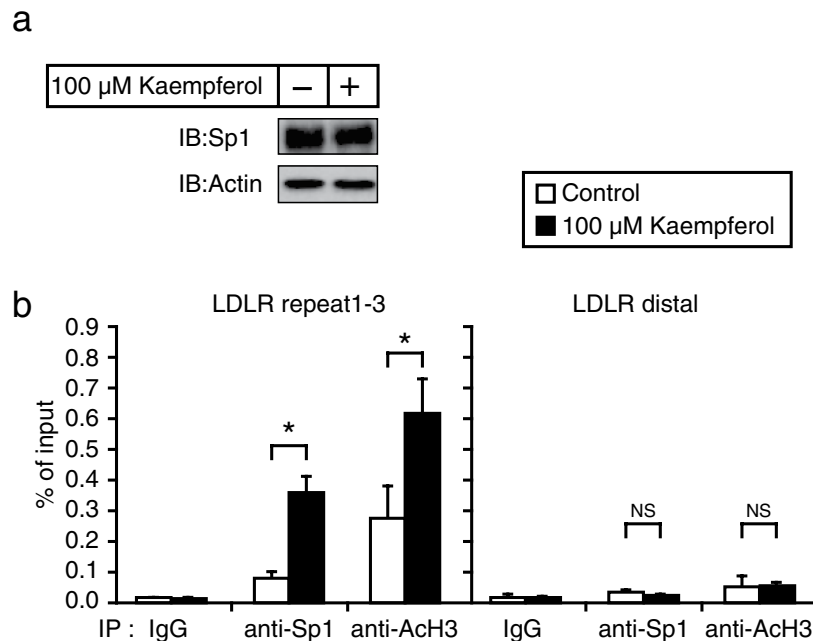 a
100 µM Kaempferol − +
IB:Sp1
IB:Actin
Control
100 µM Kaempferol
b
LDLR repeat1-3 LDLR distal
% of input
0.9
0.8
0.7
0.6
0.5
0.4
0.3
0.2
0.1
0.0
* *
NS NS
IP : IgG anti-Sp1 anti-AcH3 IgG anti-Sp1 anti-AcH3